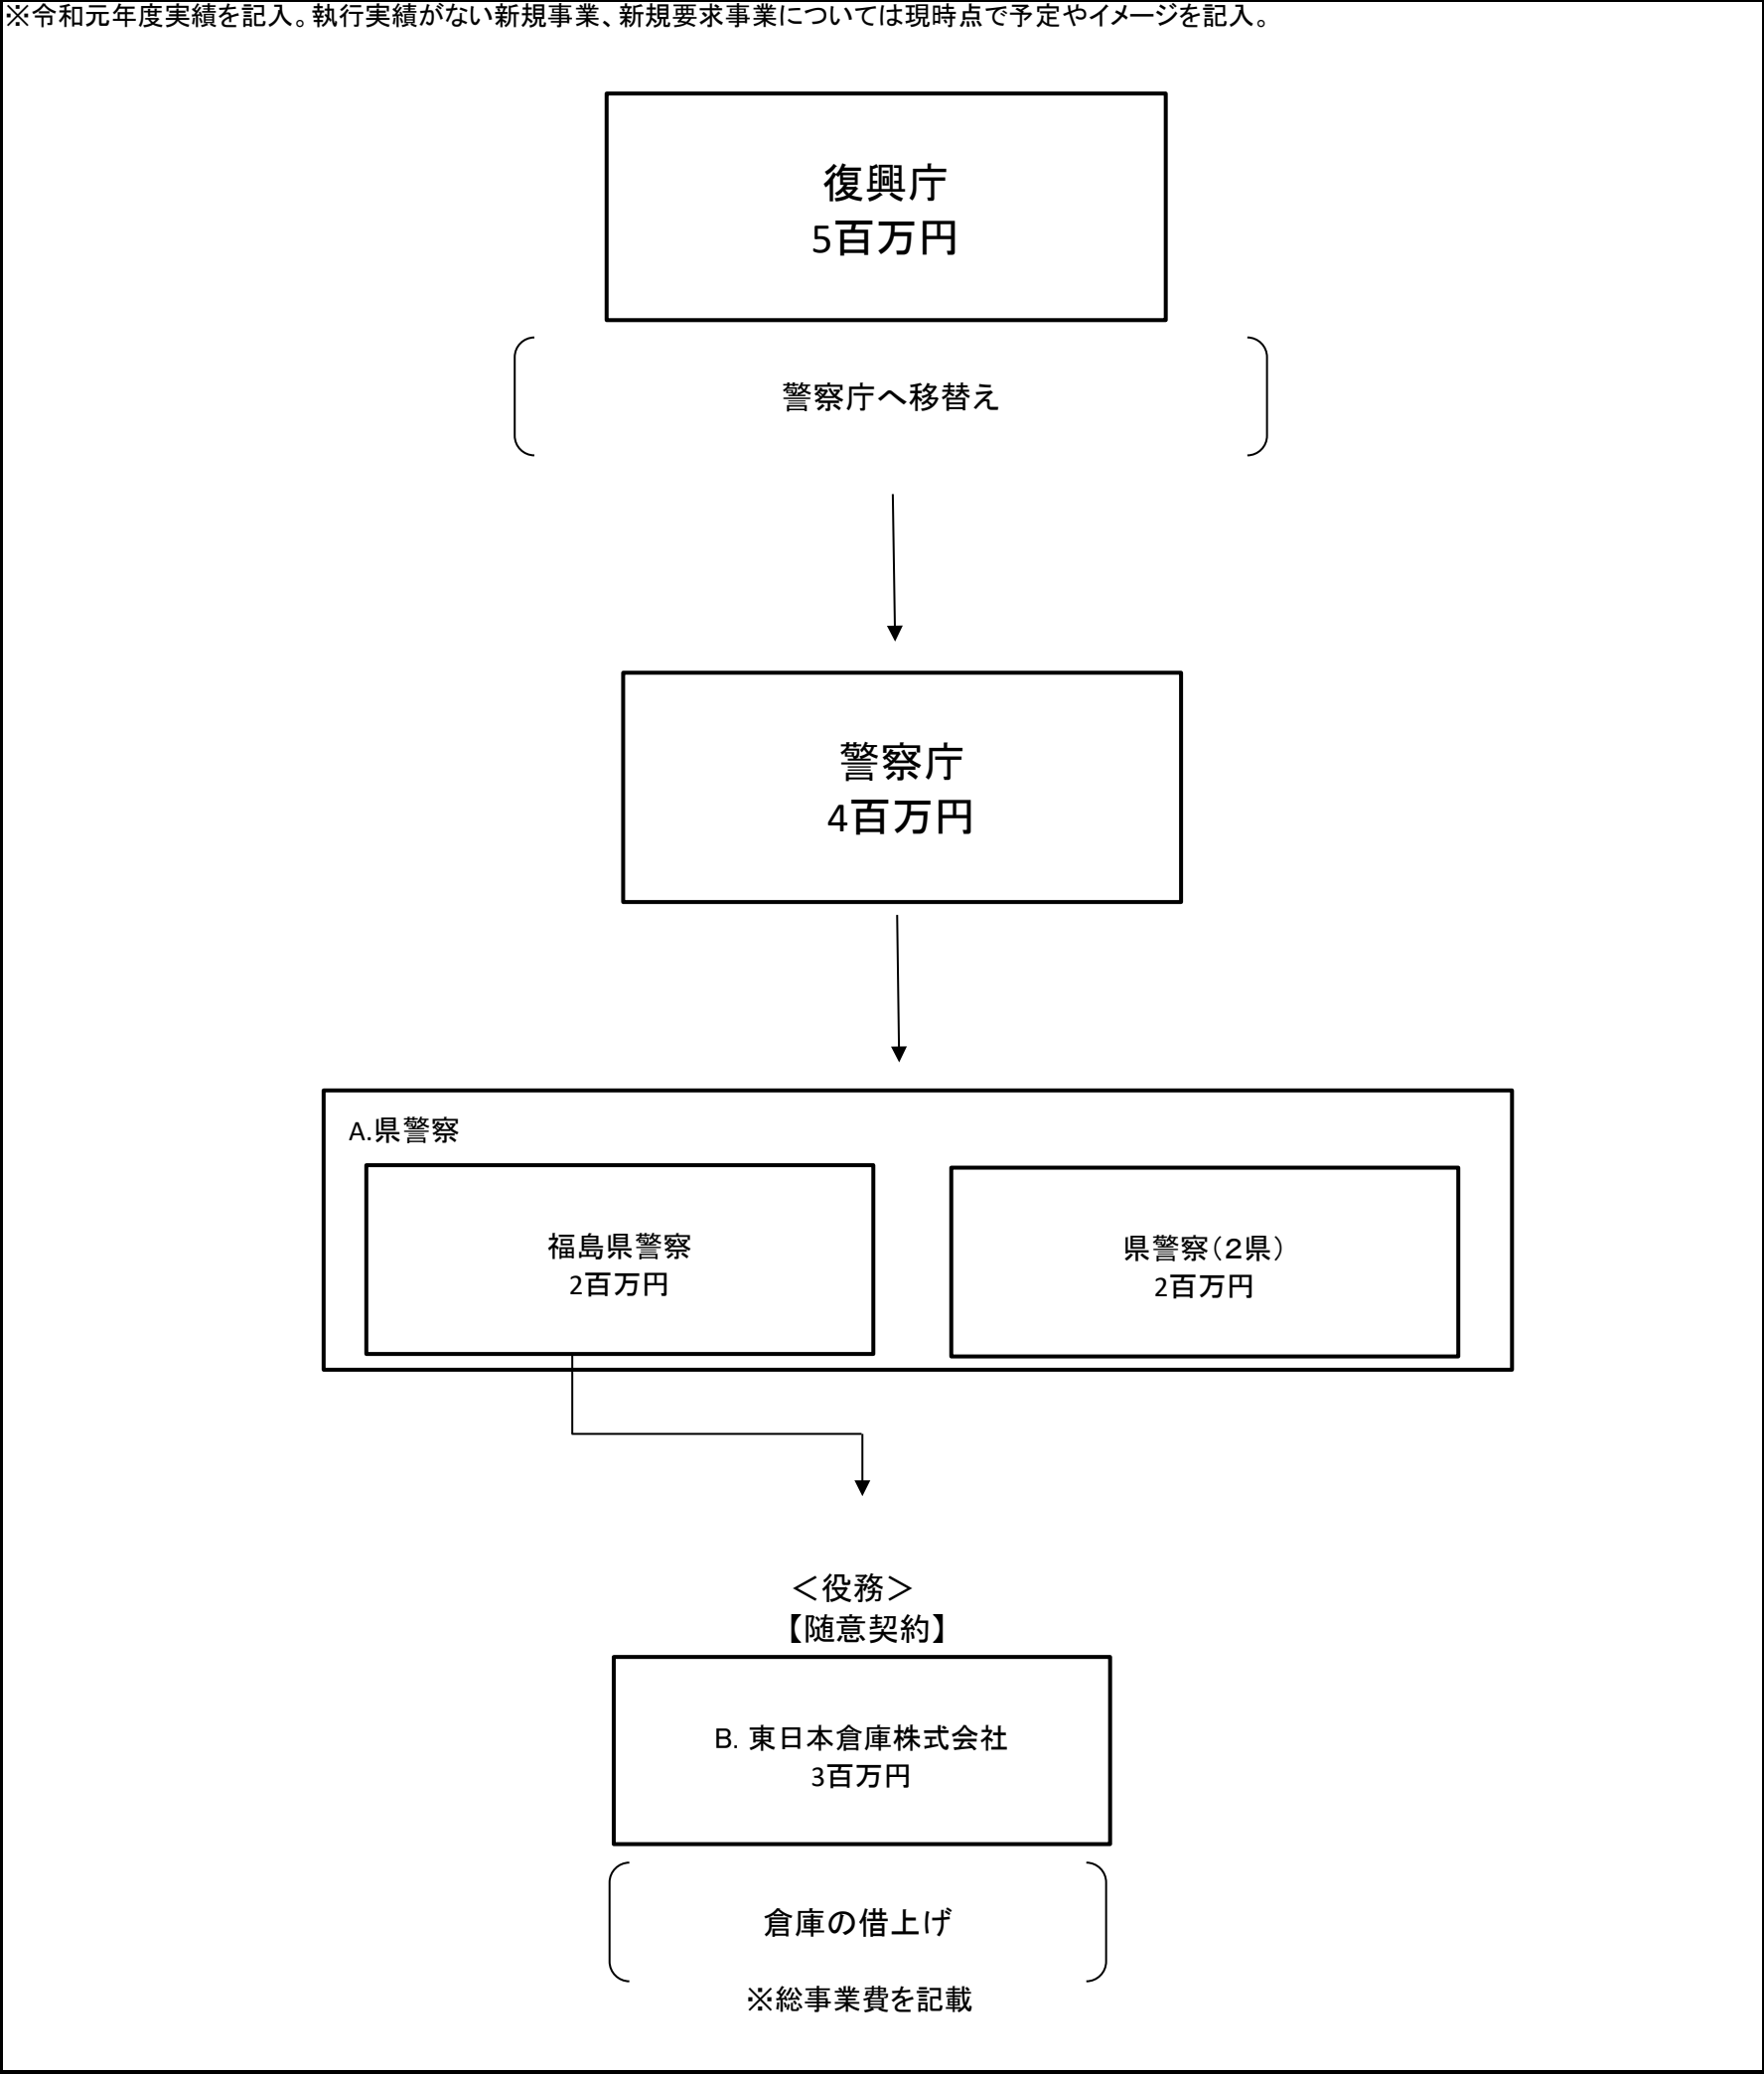 ※令和元年度実績を記入。執行実績がない新規事業、新規要求事業については現時点で予定やイメージを記入。
復興庁
5百万円
警察庁へ移替え
警察庁
4百万円
A.県警察
福島県警察
2百万円
県警察（２県）
2百万円
＜役務＞
【随意契約】
B. 東日本倉庫株式会社
3百万円
倉庫の借上げ
※総事業費を記載